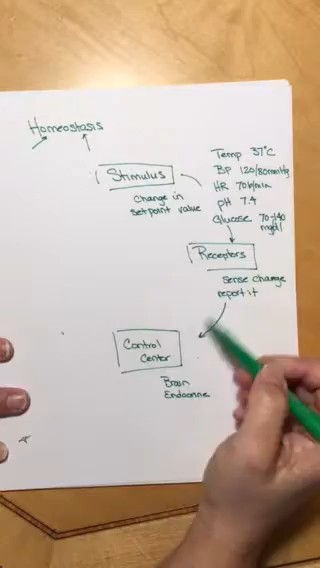 Homeostasis
Stimulus
Change in
setpoint value
Temp 37°C
BP 120/80mmHg
HR 70b/min
pH 7.4
Glucose 70-140
mg/dl
Receptors
sense change
report it
Control
Center
Brain
Endocrine